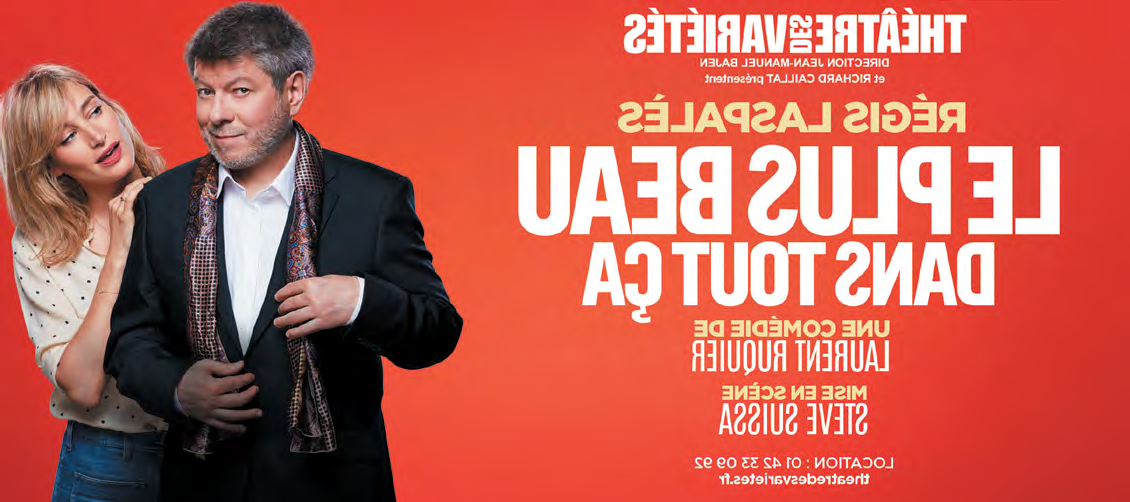 THÉÂTRE DES VARIÉTÉS
DIRECTION JEAN-MANUEL BAJEN
et RICHARD CAILLAT présentent
RÉGIS LASPALÈS
LE PLUS BEAU
DANS TOUT ÇA
UNE COMÉDIE DE
LAURENT RUQUIER
MISE EN SCÈNE
STEVE SUISSA
LOCATION : 01 42 33 09 92
theatredesvarietes.fr